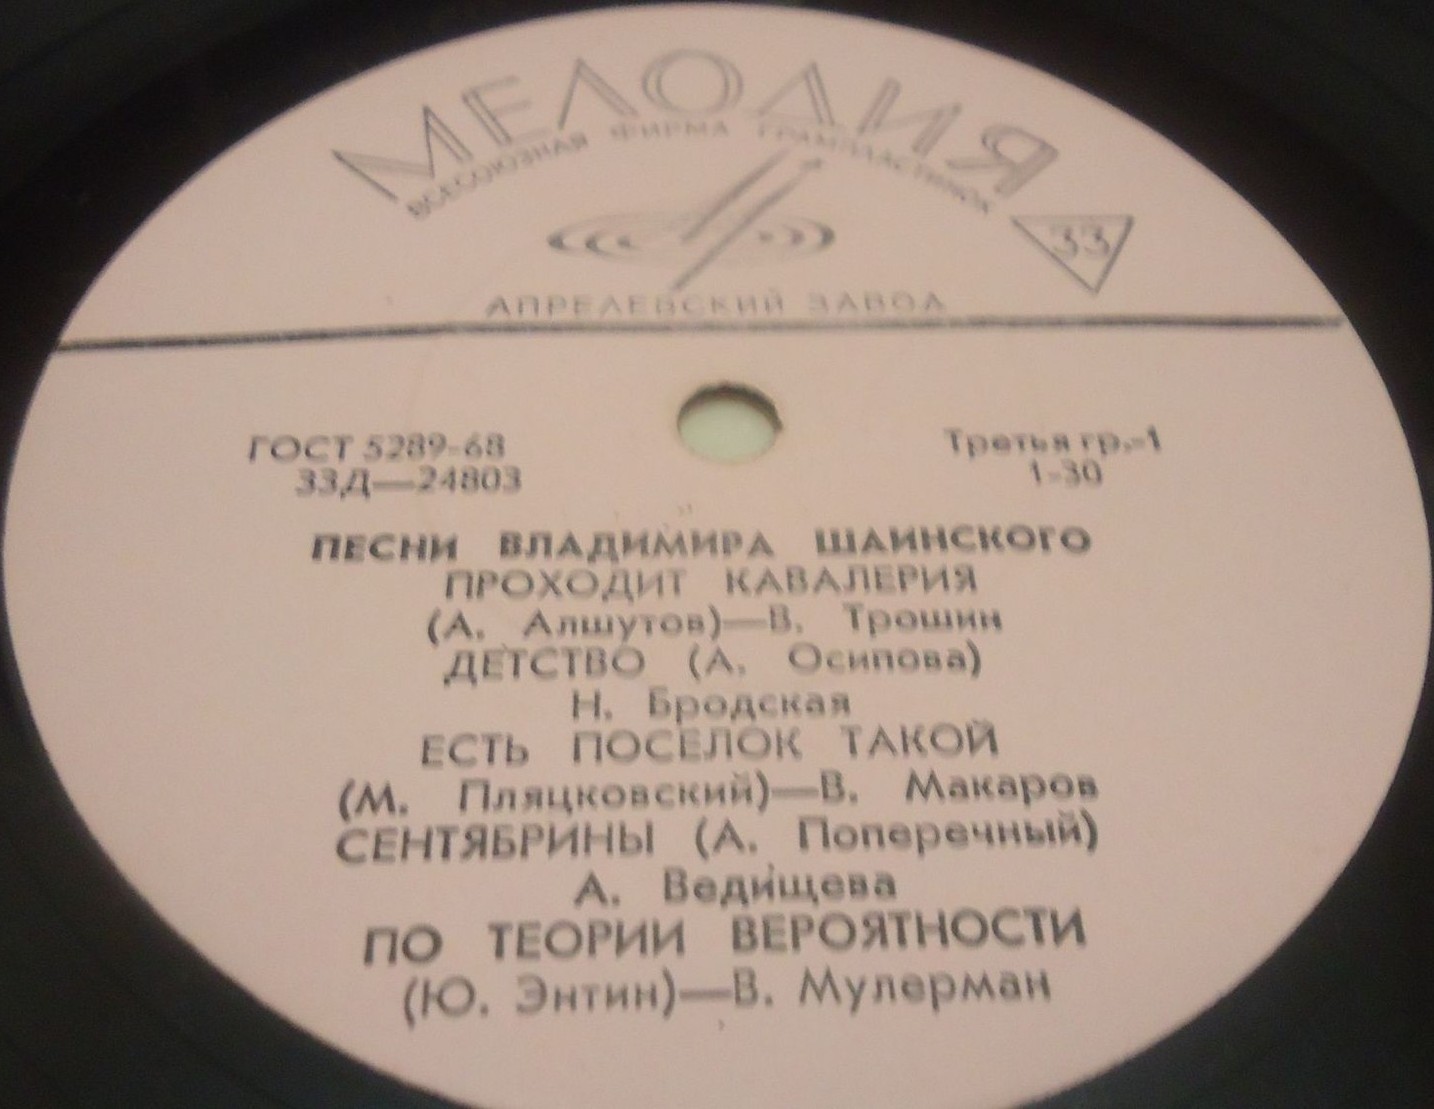 МЕЛОДИЯ
ВСЕСОЮЗНАЯ ФИРМА ГРАМПЛАСТИНОК
33
АПРЕЛЕВСКИЙ ЗАВОД
ГОСТ 5289-68 Третья гр.-1
33Д—24803 1-30
ПЕСНИ ВЛАДИМИРА ШАИНСКОГО
ПРОХОДИТ КАВАЛЕРИЯ
(А. Алшутов)—В. Трошин
ДЕТСТВО (А. Осипова)
Н. Бродская
ЕСТЬ ПОСЕЛОК ТАКОЙ
(М. Пляцковский)—В. Макаров
СЕНТЯБРИНЫ (А. Поперечный)
А. Ведищева
ПО ТЕОРИИ ВЕРОЯТНОСТИ
(Ю. Энтин)—В. Мулерман